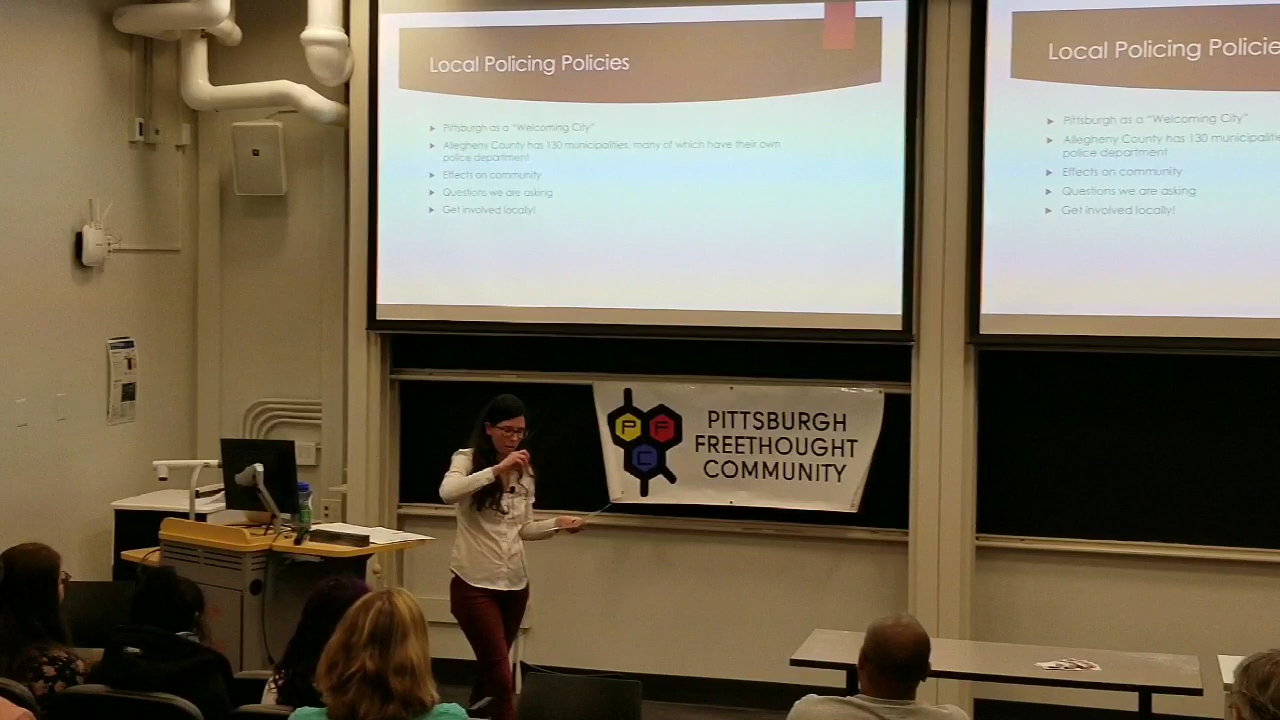 Local Policing Policies
Pittsburgh as a "Welcoming City"
Allegheny County has 130 municipalities, many of which have their own
police department
Effects on community
Questions we are asking
Get involved locally!
Local Policing Policie
Pittsburgh as a "Welcoming City"
Allegheny County has 130 municipalitie
police department
Effects on community
Questions we are asking
Get involved locally!
P F
C
PITTSBURGH
FREETHOUGHT
COMMUNITY